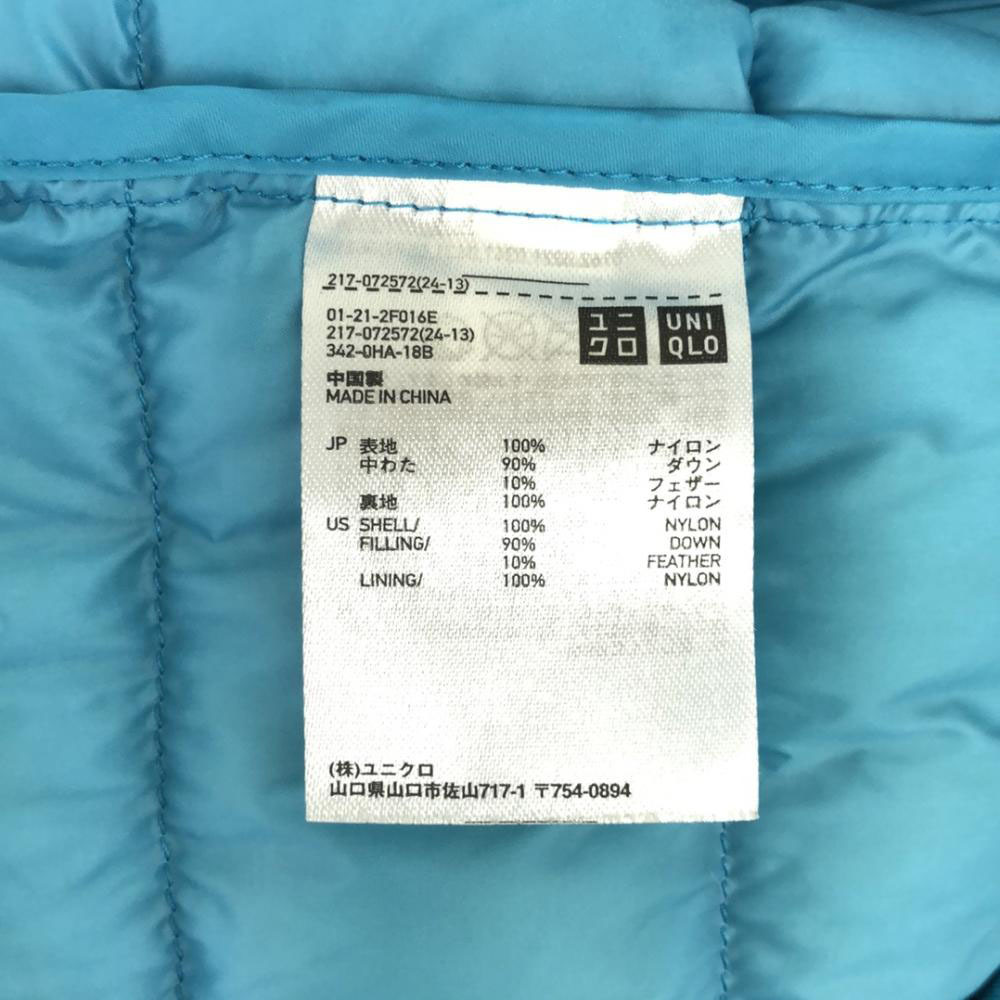 217-072572(24-13)
01-21-2F016E
217-072572(24-13)
342-0HA-18B
ユニクロ
UNIQLO
中国製
MADE IN CHINA
JP 表地 100% ナイロン
中わた 90% ダウン
10% フェザー
裏地 100% ナイロン
US SHELL/ 100% NYLON
FILLING/ 90% DOWN
10% FEATHER
LINING/ 100% NYLON
(株)ユニクロ
山口県山口市佐山717-1 〒754-0894